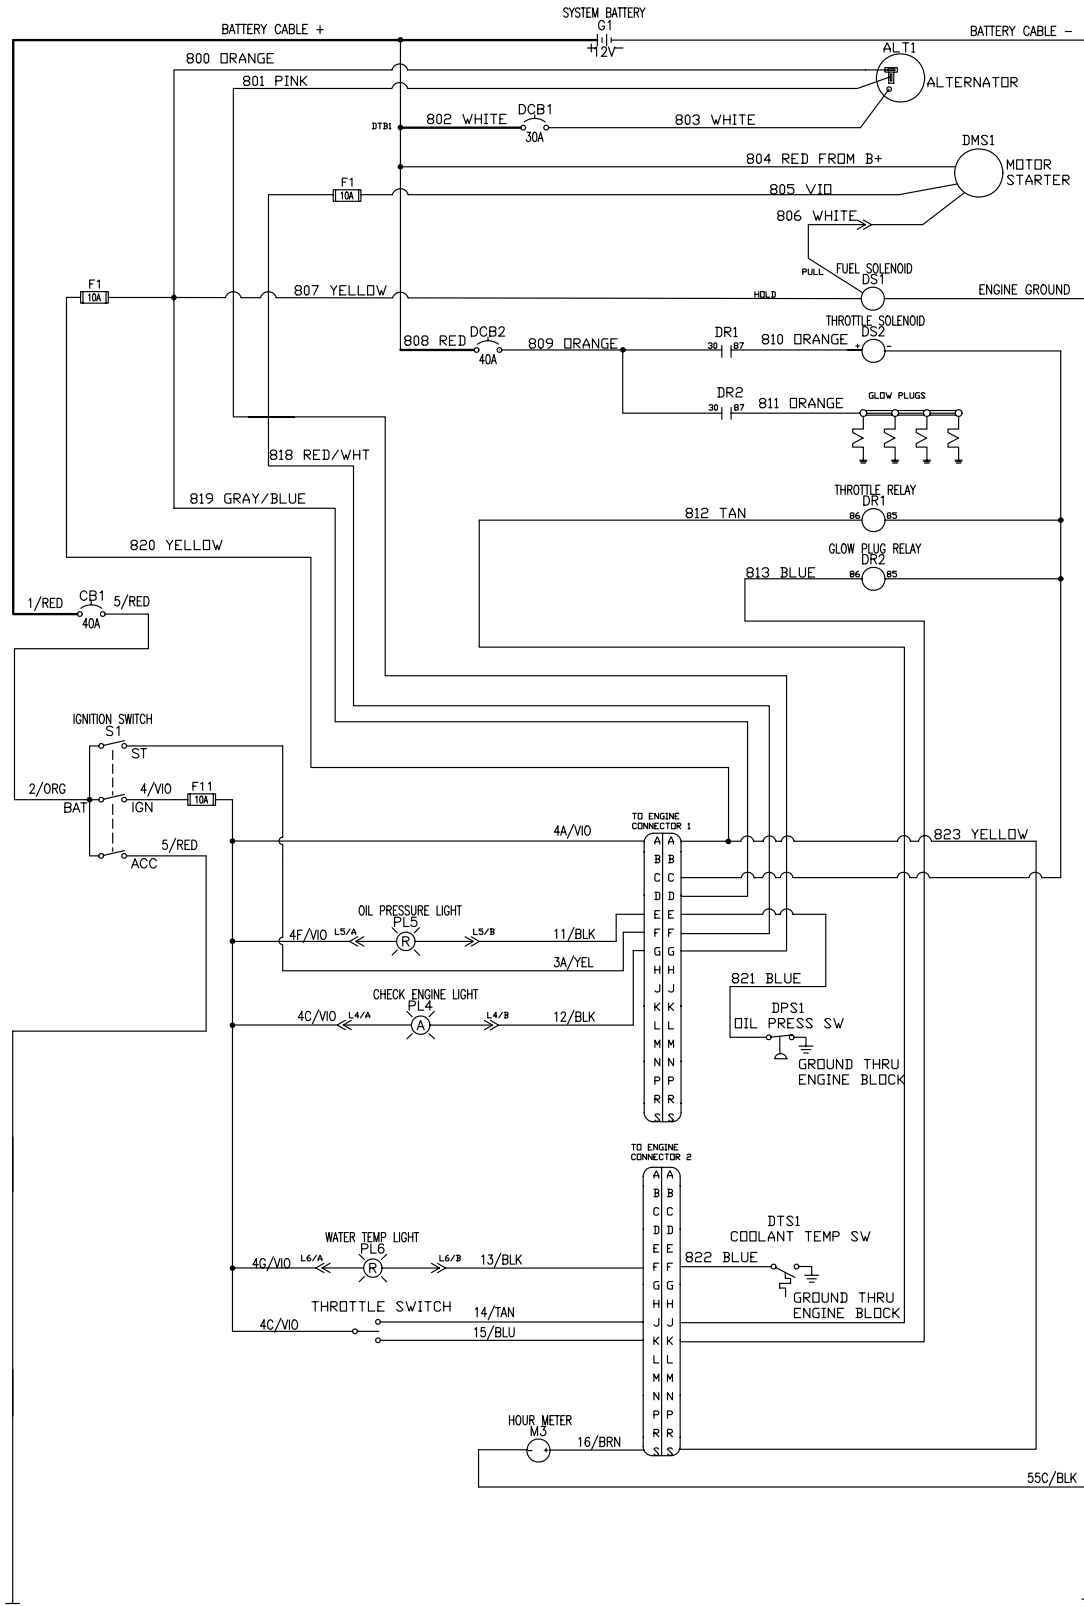 SYSTEM BATTERY
G1
BATTERY CABLE +
BATTERY CABLE -
+ 12V -
ALT1
800 ORANGE
801 PINK
ALTERNATOR
DCB1
802 WHITE
803 WHITE
DTB1
30A
DMS1
804 RED FROM B+
MOTOR
STARTER
F1
10A
805 VIO
806 WHITE
PULL
FUEL SOLENOID
DS1
F1
10A
807 YELLOW
HOLD
ENGINE GROUND
THROTTLE SOLENOID
DS2
808 RED
DCB2
40A
809 ORANGE
DR1
30 87
810 ORANGE
+ -
DR2
30 87
811 ORANGE
GLOW PLUGS
818 RED/WHT
THROTTLE RELAY
DR1
819 GRAY/BLUE
812 TAN
86 85
820 YELLOW
GLOW PLUG RELAY
DR2
813 BLUE
86 85
1/RED
CB1
40A
5/RED
IGNITION SWITCH
S1
ST
2/ORG
BAT
4/VIO
IGN
F11
10A
5/RED
ACC
TO ENGINE
CONNECTOR 1
4A/VIO
823 YELLOW
A A
B B
C C
D D
E E
F F
G G
H H
J J
K K
L L
M M
N N
P P
R R
S S
OIL PRESSURE LIGHT
PL5
4F/VIO
L5/A
R
L5/B
11/BLK
3A/YEL
CHECK ENGINE LIGHT
PL4
4C/VIO
L4/A
A
L4/B
12/BLK
821 BLUE
DPS1
OIL PRESS SW
GROUND THRU
ENGINE BLOCK
TO ENGINE
CONNECTOR 2
A A
B B
C C
D D
E E
F F
G G
H H
J J
K K
L L
M M
N N
P P
R R
S S
DTS1
COOLANT TEMP SW
822 BLUE
GROUND THRU
ENGINE BLOCK
WATER TEMP LIGHT
PL6
4G/VIO
L6/A
R
L6/B
13/BLK
THROTTLE SWITCH
4C/VIO
14/TAN
15/BLU
HOUR METER
M3
- +
16/BRN
55C/BLK